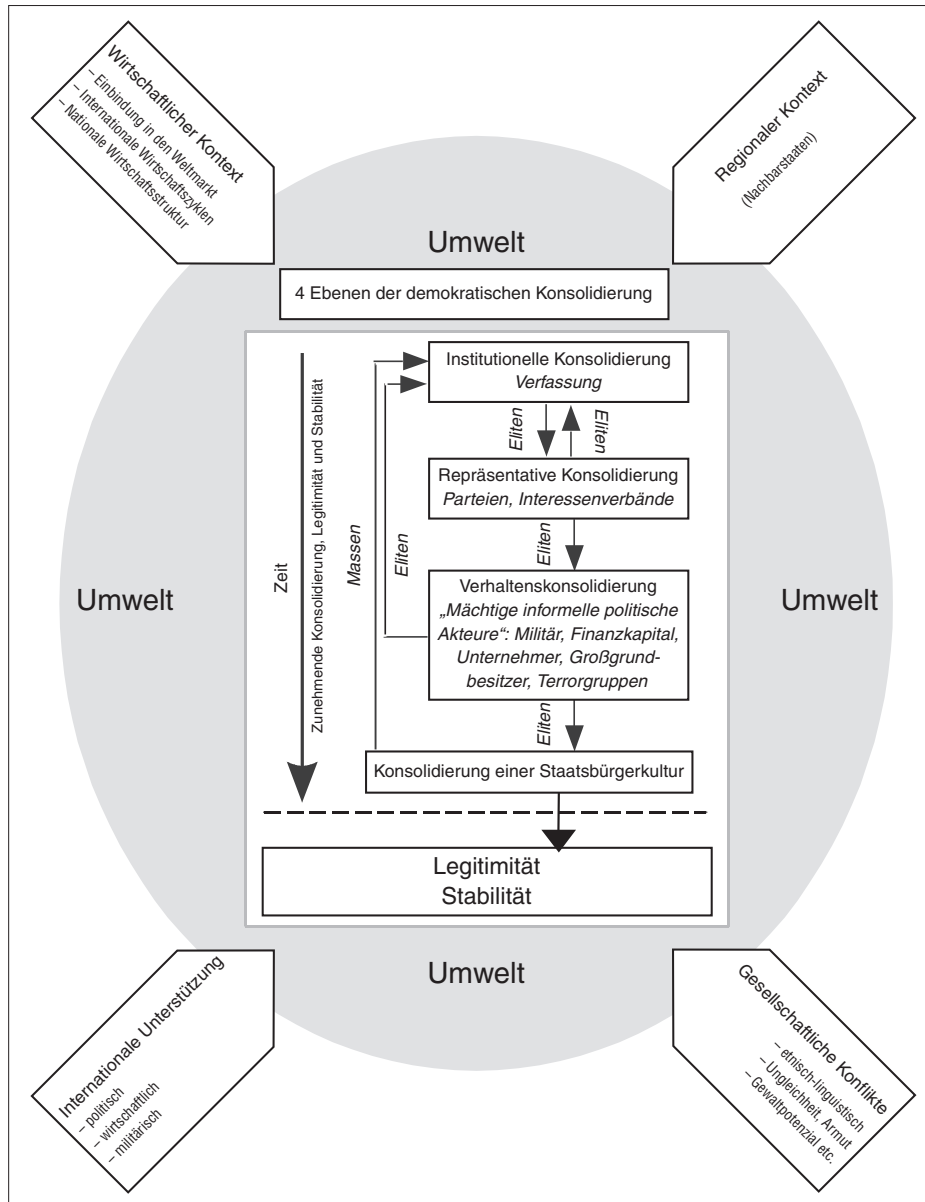 Wirtschaftlicher Kontext
– Einbindung in den Weltmarkt
– Internationale Wirtschaftszyklen
– Nationale Wirtschaftsstruktur
Regionaler Kontext
(Nachbarstaaten)
Umwelt
4 Ebenen der demokratischen Konsolidierung
Zeit
Zunehmende Konsolidierung, Legitimität und Stabilität
Massen
Eliten
Institutionelle Konsolidierung
Verfassung
Eliten
Eliten
Repräsentative Konsolidierung
Parteien, Interessenverbände
Eliten
Verhaltenskonsolidierung
„Mächtige informelle politische
Akteure“: Militär, Finanzkapital,
Unternehmer, Großgrund-
besitzer, Terrorgruppen
Eliten
Konsolidierung einer Staatsbürgerkultur
Legitimität
Stabilität
Umwelt
Umwelt
Umwelt
Internationale Unterstützung
– politisch
– wirtschaftlich
– militärisch
Gesellschaftliche Konflikte
– etnisch-linguistisch
– Ungleichheit, Armut
– Gewaltpotenzial etc.